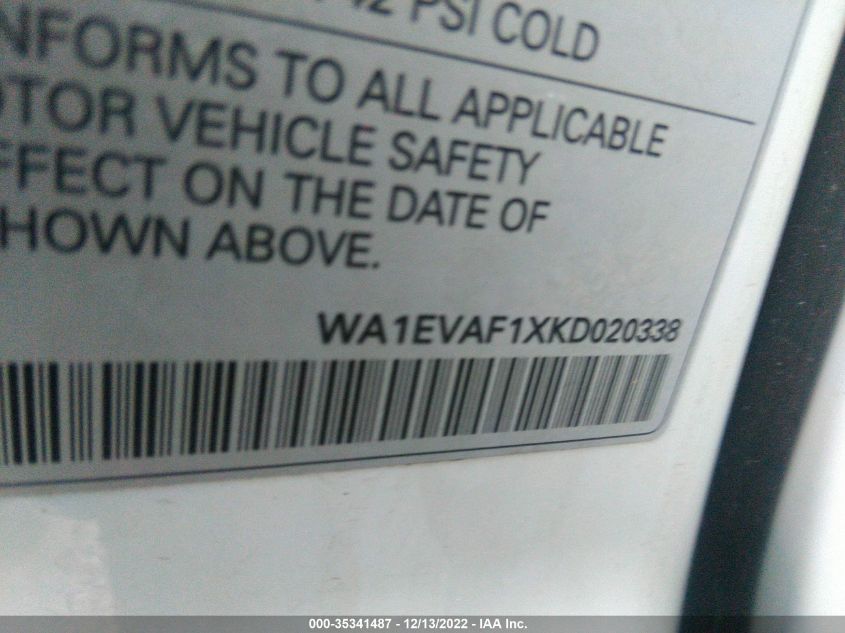 42 PSI COLD
NFORMS TO ALL APPLICABLE
OTOR VEHICLE SAFETY
FFECT ON THE DATE OF
HOWN ABOVE.
WA1EVAF1XKD020338
000-35341487 - 12/13/2022 - IAA Inc.